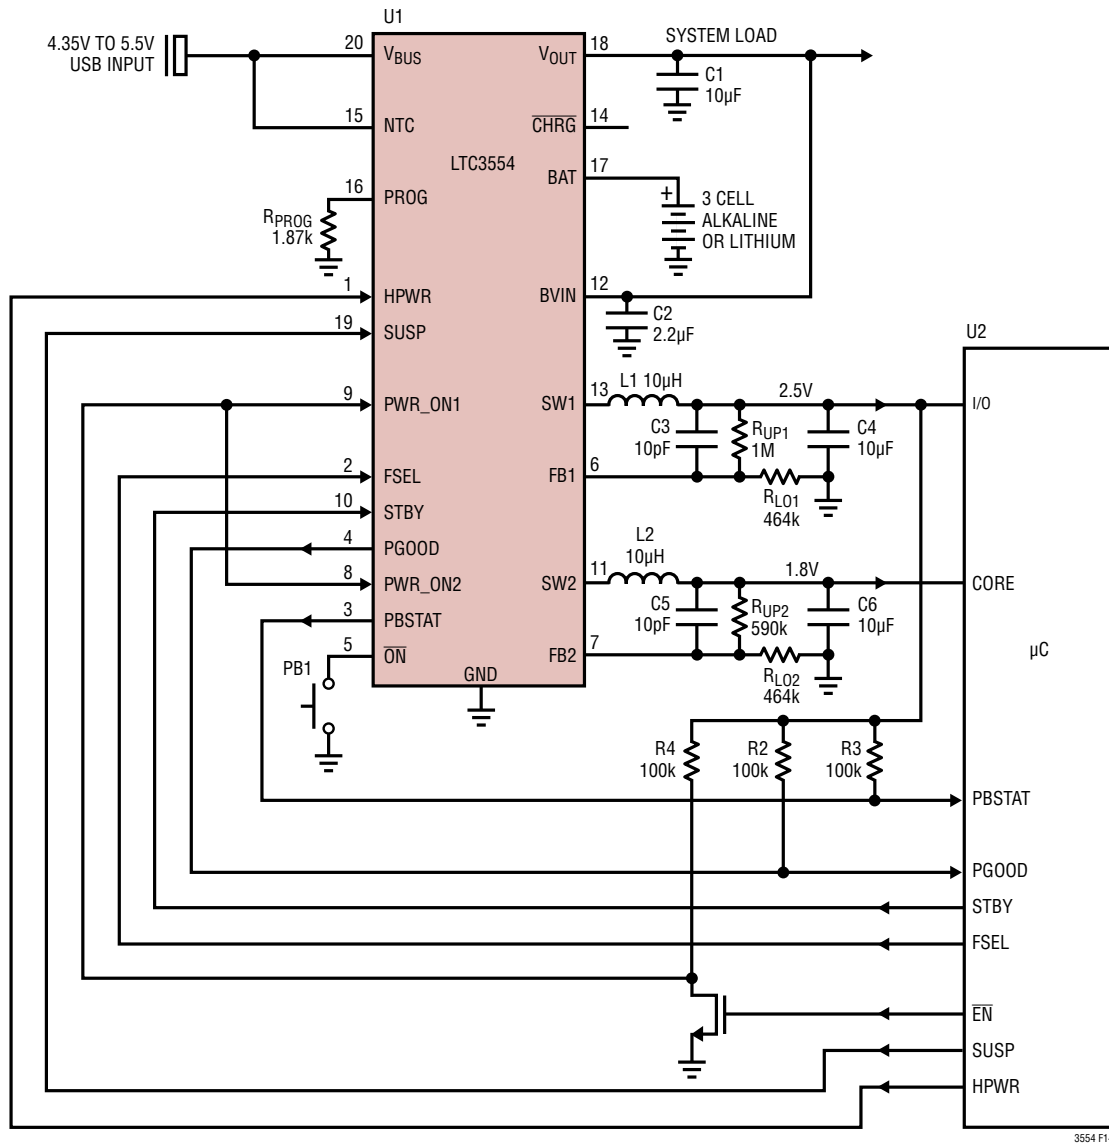 U1
4.35V TO 5.5V
USB INPUT
20
VBUS
VOUT
18
SYSTEM LOAD
C1
10µF
15
NTC
CHRG
14
LTC3554
BAT
17
16
PROG
RPROG
1.87k
+
3 CELL
ALKALINE
OR LITHIUM
1
HPWR
BVIN
12
C2
2.2µF
19
SUSP
U2
9
PWR_ON1
SW1
13
L1 10µH
2.5V
I/O
C3
10pF
RUP1
1M
C4
10µF
2
FSEL
FB1
6
RLO1
464k
10
STBY
4
PGOOD
8
PWR_ON2
SW2
11
L2
10µH
1.8V
CORE
C5
10pF
RUP2
590k
C6
10µF
3
PBSTAT
5
ON
FB2
7
RLO2
464k
µC
PB1
GND
R4
100k
R2
100k
R3
100k
PBSTAT
PGOOD
STBY
FSEL
EN
SUSP
HPWR